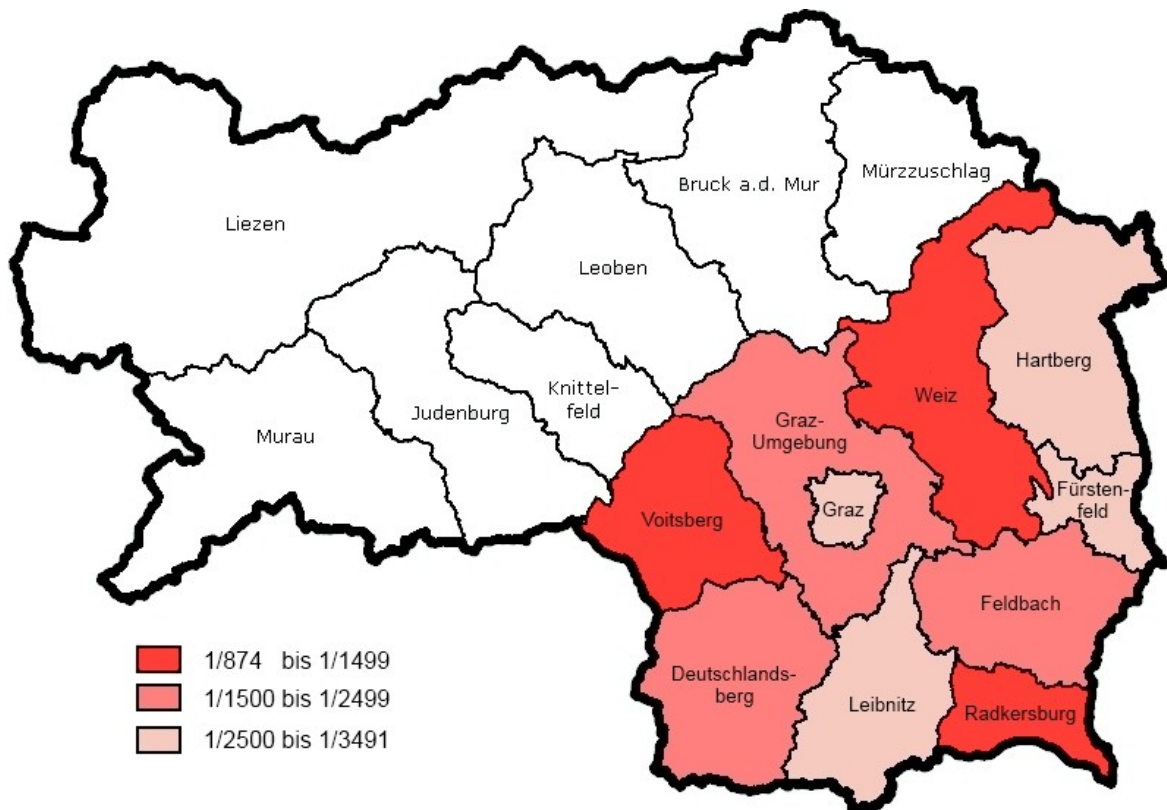 Mürzzuschlag
Bruck a.d. Mur
Liezen
Leoben
Hartberg
Knittel-
feld
Weiz
Judenburg
Graz-
Umgebung
Murau
Fürsten-
feld
Graz
Voitsberg
Feldbach
Deutschlands-
berg
Leibnitz
Radkersburg
1/874 bis 1/1499
1/1500 bis 1/2499
1/2500 bis 1/3491